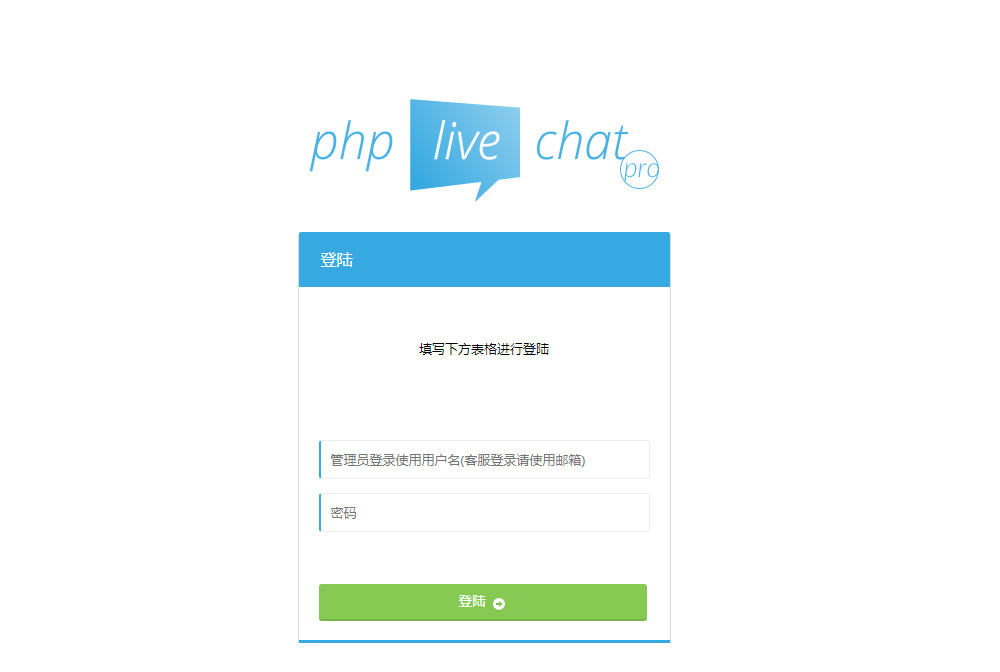 php live chat pro
登陆
填写下方表格进行登陆
管理员登录使用用户名(客服登录请使用邮箱)
密码
登陆